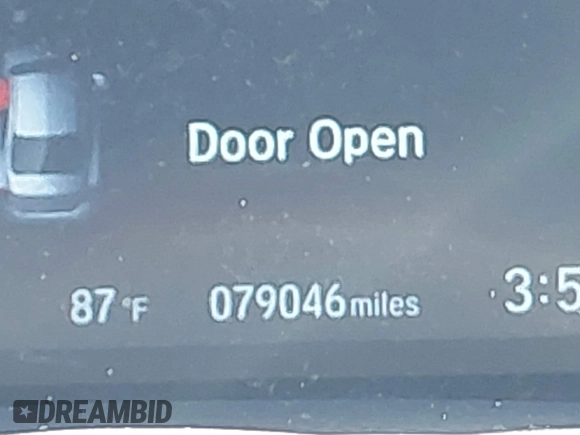 Door Open
87 °F 079046 miles 3:5
DREAMBID